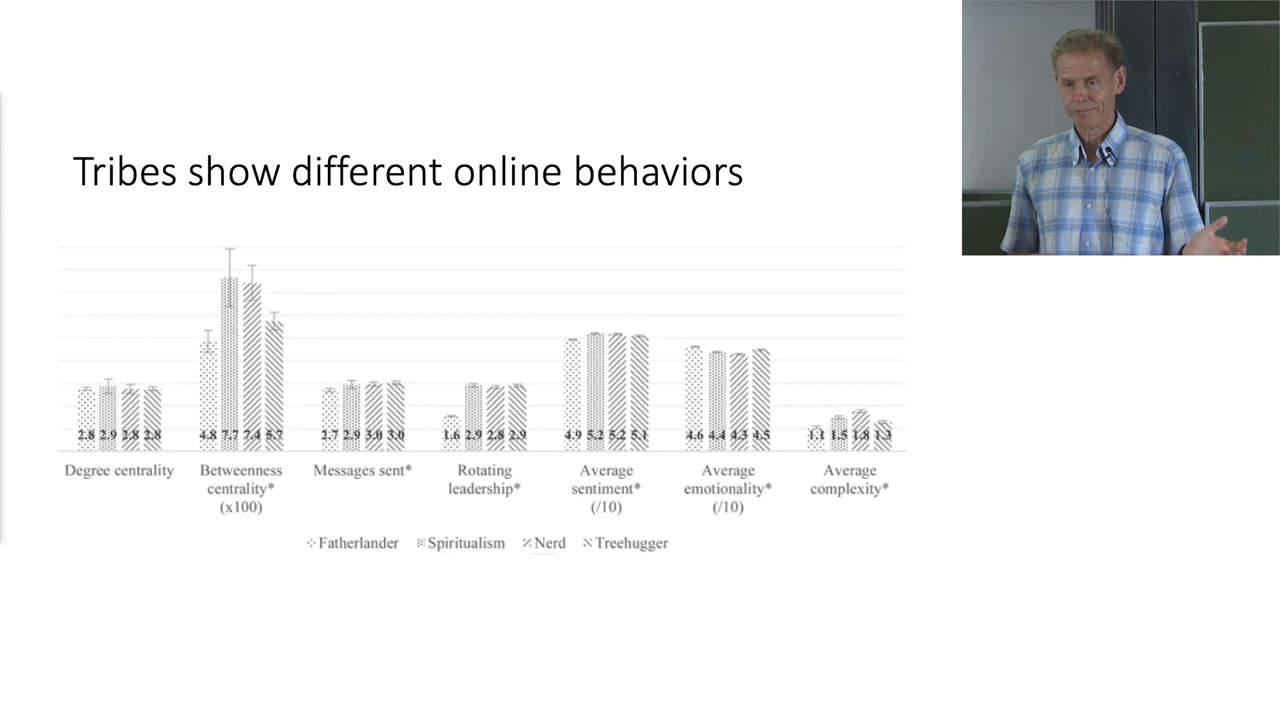 Tribes show different online behaviors
2.8 2.9 2.8 2.8 4.8 7.7 7.4 5.7 2.7 2.9 3.0 3.0 1.6 2.9 2.8 2.9 4.9 5.2 5.2 5.1 4.6 4.4 4.3 4.5 1.1 1.5 1.8 1.3
Degree centrality
Betweenness
centrality*
(x100)
Messages sent*
Rotating
leadership*
Average
sentiment*
(/10)
Average
emotionality*
(/10)
Average
complexity*
Fatherlander Spiritualism Nerd Treehugger